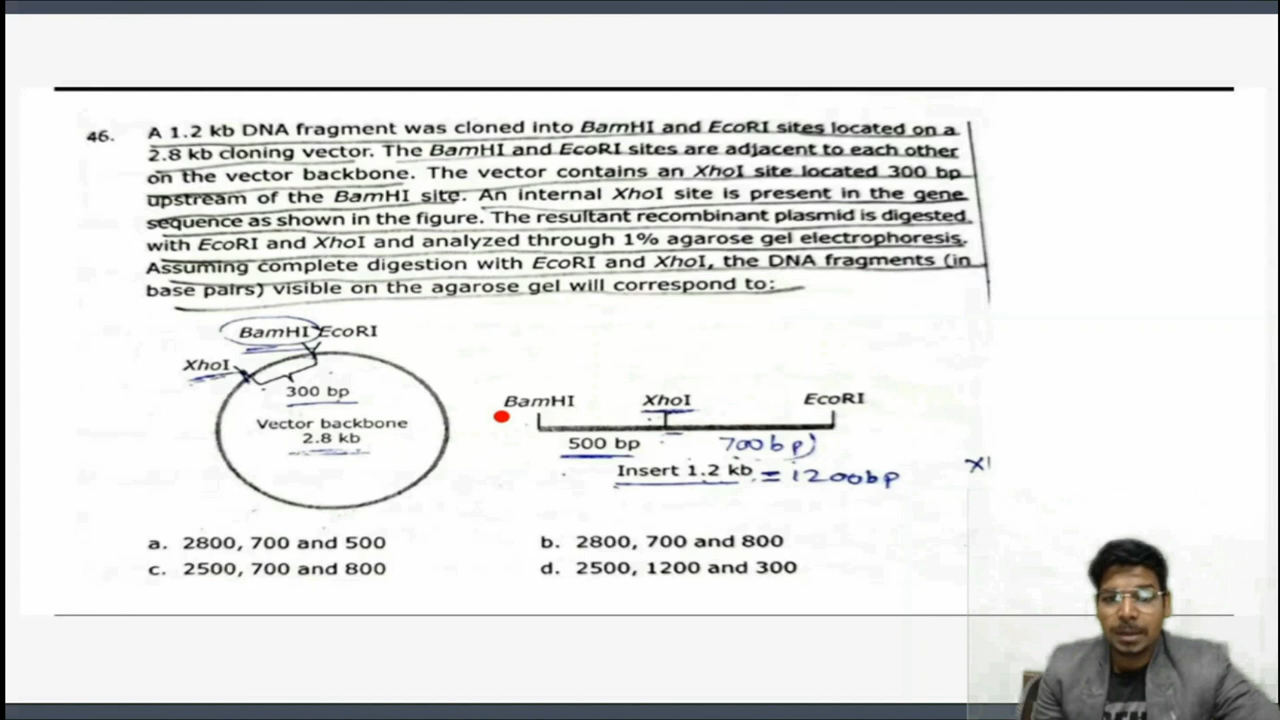 46. A 1.2 kb DNA fragment was cloned into BamHI and EcoRI sites located on a
2.8 kb cloning vector. The BamHI and EcoRI sites are adjacent to each other
on the vector backbone. The vector contains an XhoI site located 300 bp
upstream of the BamHI site. An internal XhoI site is present in the gene
sequence as shown in the figure. The resultant recombinant plasmid is digested
with EcoRI and XhoI and analyzed through 1% agarose gel electrophoresis.
Assuming complete digestion with EcoRI and XhoI, the DNA fragments (in
base pairs) visible on the agarose gel will correspond to:
BamHI EcoRI
XhoI
300 bp
Vector backbone
2.8 kb
BamHI XhoI EcoRI
500 bp 700bp)
Insert 1.2 kb = 1200bp
a. 2800, 700 and 500 b. 2800, 700 and 800
c. 2500, 700 and 800 d. 2500, 1200 and 300